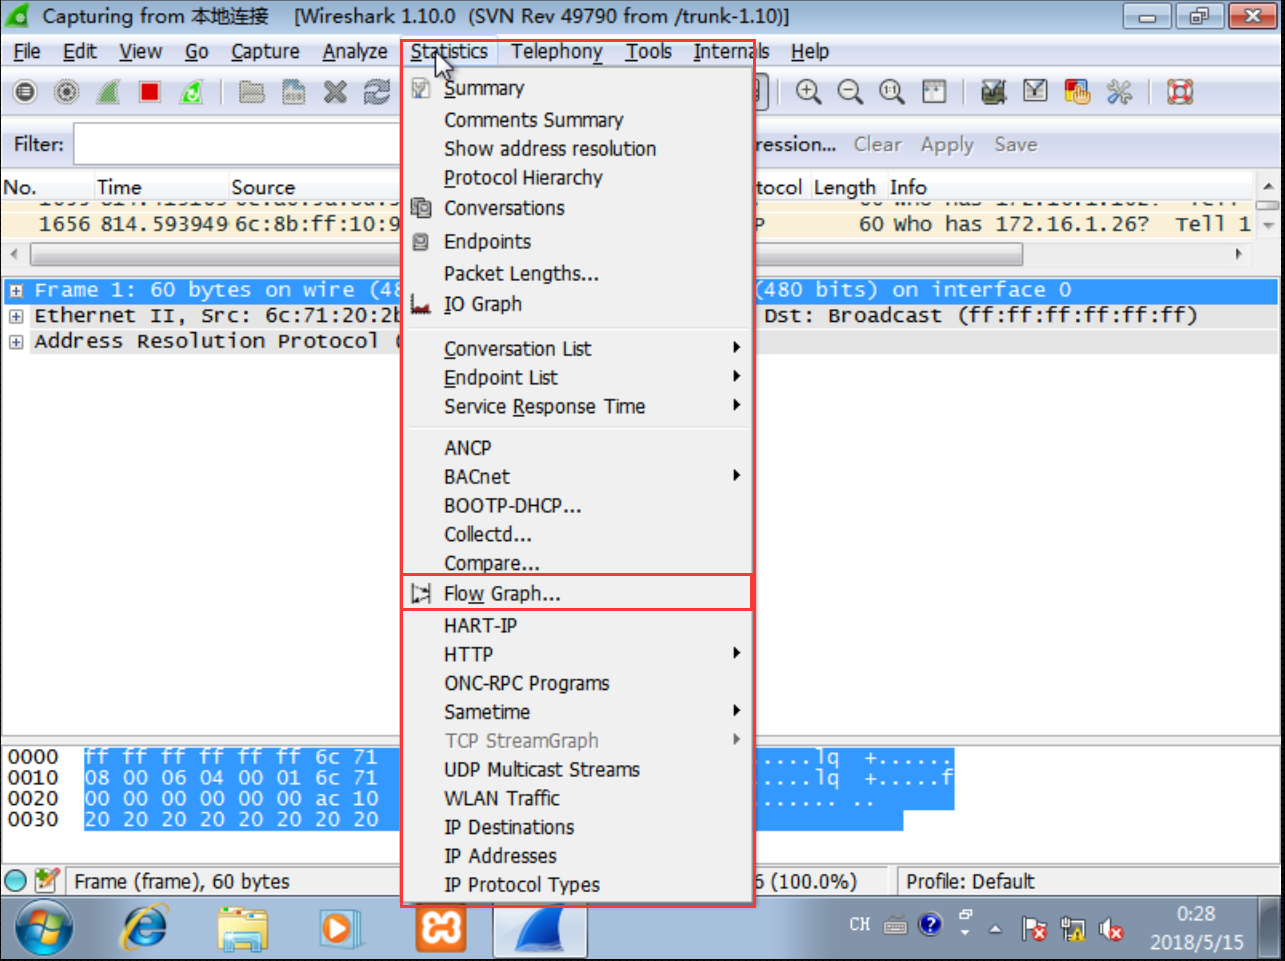 Capturing from 本地连接 [Wireshark 1.10.0 (SVN Rev 49790 from /trunk-1.10)]
File Edit View Go Capture Analyze Statistics Telephony Tools Internals Help
Filter: ression... Clear Apply Save
No. Time Source tocol Length Info
1656 814.593949 6c:8b:ff:10:9 P 60 Who has 172.16.1.26? Tell 1
Frame 1: 60 bytes on wire (48 (480 bits) on interface 0
Ethernet II, Src: 6c:71:20:2b Dst: Broadcast (ff:ff:ff:ff:ff:ff)
Address Resolution Protocol (
Summary
Comments Summary
Show address resolution
Protocol Hierarchy
Conversations
Endpoints
Packet Lengths...
IO Graph
Conversation List
Endpoint List
Service Response Time
ANCP
BACnet
BOOTP-DHCP...
Collectd...
Compare...
Flow Graph...
HART-IP
HTTP
ONC-RPC Programs
Sametime
TCP StreamGraph
UDP Multicast Streams
WLAN Traffic
IP Destinations
IP Addresses
IP Protocol Types
0000 ff ff ff ff ff ff 6c 71 .....lq +......
0010 08 00 06 04 00 01 6c 71 .....lq +.....f
0020 00 00 00 00 00 00 ac 10 ....... ..
0030 20 20 20 20 20 20 20 20
Frame (frame), 60 bytes 6 (100.0%) Profile: Default
CH 0:28
2018/5/15